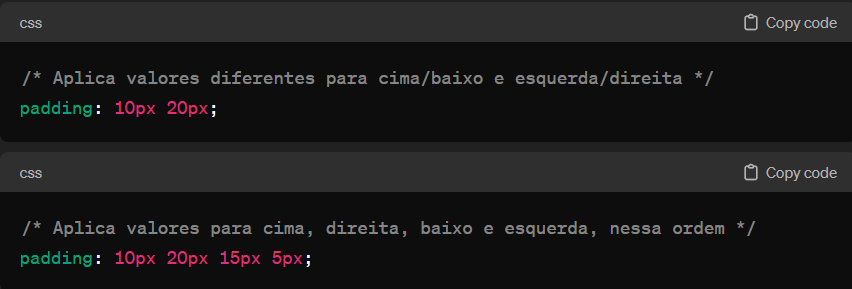 css
Copy code
/* Aplica valores diferentes para cima/baixo e esquerda/direita */
padding: 10px 20px;
css
Copy code
/* Aplica valores para cima, direita, baixo e esquerda, nessa ordem */
padding: 10px 20px 15px 5px;